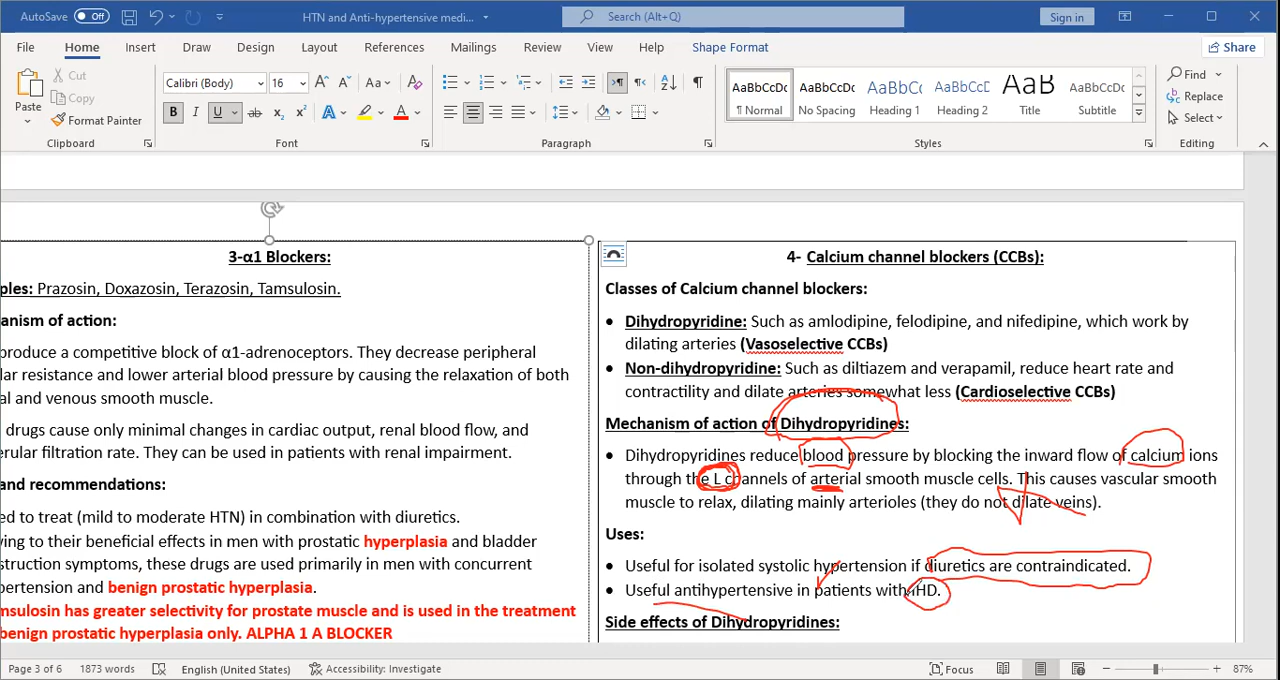 AutoSave Off HTN and Anti-hypertensive medi... Search (Alt+Q) Sign in
File Home Insert Draw Design Layout References Mailings Review View Help Shape Format Share
Paste Cut Copy Format Painter
Clipboard
Calibri (Body) 16
Font
Paragraph
AaBbCcDc ¶ Normal
AaBbCcDc No Spacing
AaBbC( Heading 1
AaBbCcD Heading 2
AaB Title
AaBbCcDc Subtitle
Styles
Find
Replace
Select
Editing
3-α1 Blockers:
ples: Prazosin, Doxazosin, Terazosin, Tamsulosin.
anism of action:
produce a competitive block of α1-adrenoceptors. They decrease peripheral
lar resistance and lower arterial blood pressure by causing the relaxation of both
al and venous smooth muscle.
drugs cause only minimal changes in cardiac output, renal blood flow, and
erular filtration rate. They can be used in patients with renal impairment.
and recommendations:
ed to treat (mild to moderate HTN) in combination with diuretics.
ving to their beneficial effects in men with prostatic hyperplasia and bladder
struction symptoms, these drugs are used primarily in men with concurrent
pertension and benign prostatic hyperplasia.
msulosin has greater selectivity for prostate muscle and is used in the treatment
benign prostatic hyperplasia only. ALPHA 1 A BLOCKER
4- Calcium channel blockers (CCBs):
Classes of Calcium channel blockers:
• Dihydropyridine: Such as amlodipine, felodipine, and nifedipine, which work by
dilating arteries (Vasoselective CCBs)
• Non-dihydropyridine: Such as diltiazem and verapamil, reduce heart rate and
contractility and dilate arteries somewhat less (Cardioselective CCBs)
Mechanism of action of Dihydropyridines:
• Dihydropyridines reduce blood pressure by blocking the inward flow of calcium ions
through the L channels of arterial smooth muscle cells. This causes vascular smooth
muscle to relax, dilating mainly arterioles (they do not dilate veins).
Uses:
• Useful for isolated systolic hypertension if diuretics are contraindicated.
• Useful antihypertensive in patients with IHD.
Side effects of Dihydropyridines:
Page 3 of 6 1873 words English (United States) Accessibility: Investigate Focus 87%